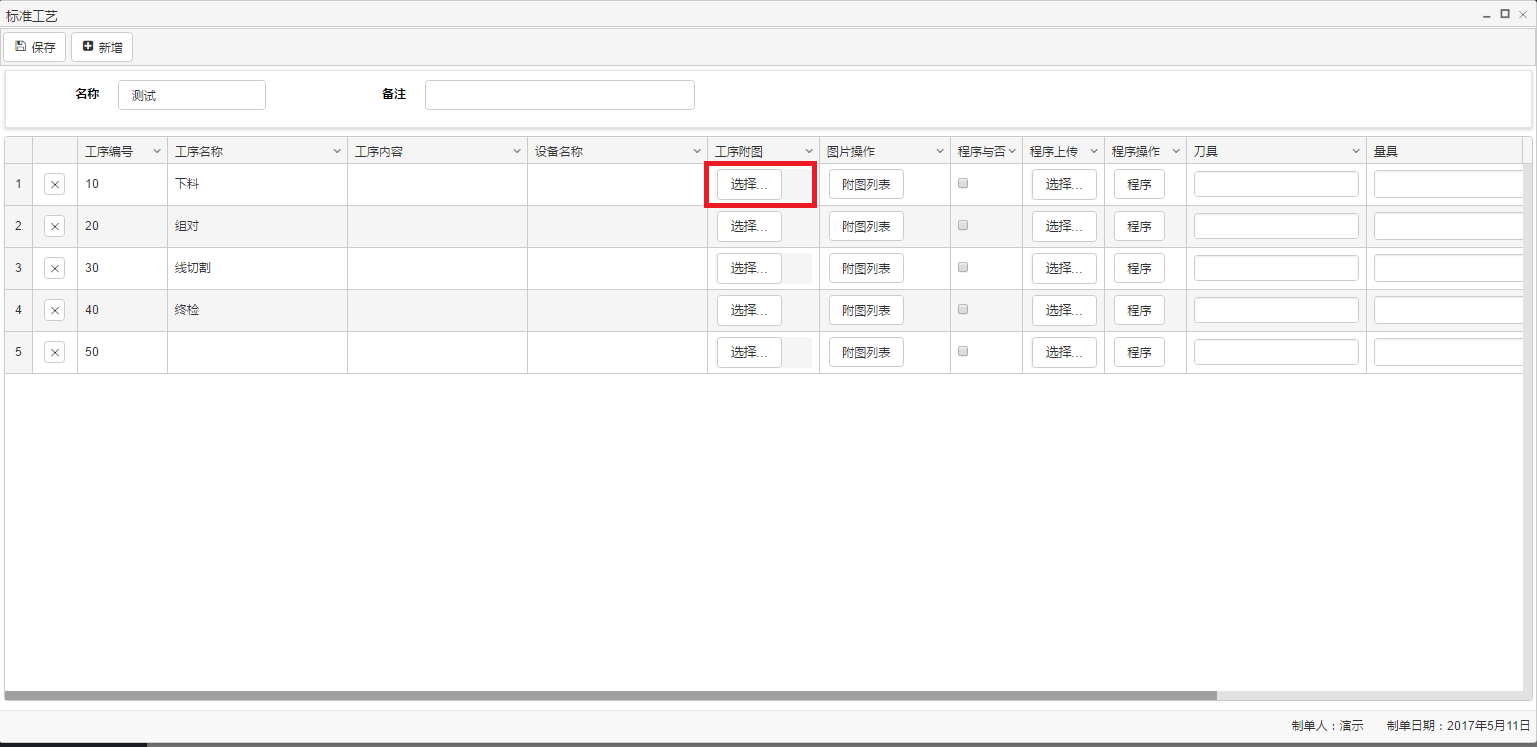 标准工艺
保存 新增
名称 测试 备注
工序编号 工序名称 工序内容 设备名称 工序附图 图片操作 程序与否 程序上传 程序操作 刀具 量具
1 10 下料 选择... 附图列表 选择... 程序
2 20 组对 选择... 附图列表 选择... 程序
3 30 线切割 选择... 附图列表 选择... 程序
4 40 终检 选择... 附图列表 选择... 程序
5 50 选择... 附图列表 选择... 程序
制单人：演示 制单日期：2017年5月11日